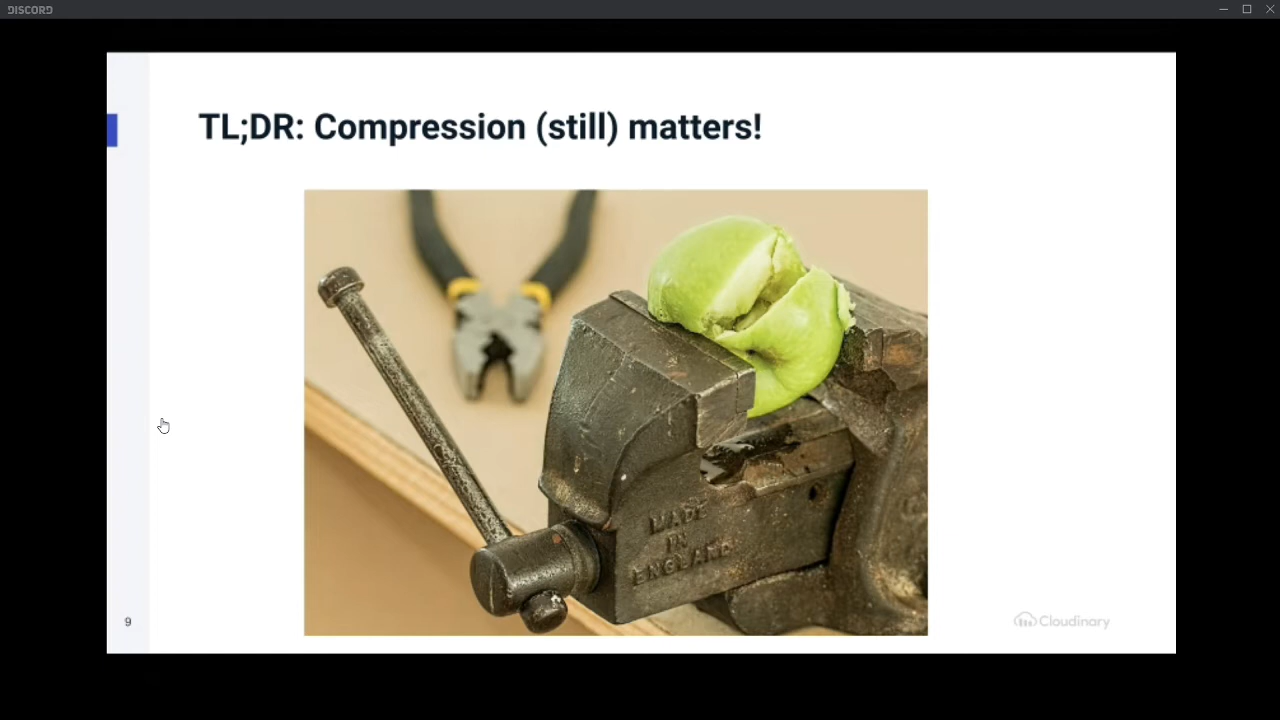 DISCORD
TL;DR: Compression (still) matters!
MADE
IN
ENGLAND
9
Cloudinary